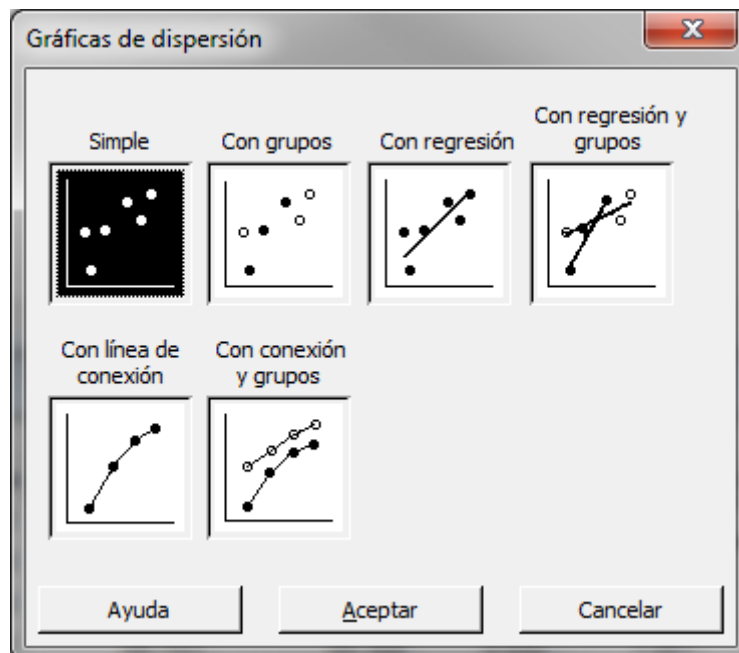 Gráficas de dispersión
Simple
Con grupos
Con regresión
Con regresión y
grupos
Con línea de
conexión
Con conexión
y grupos
Ayuda
Aceptar
Cancelar